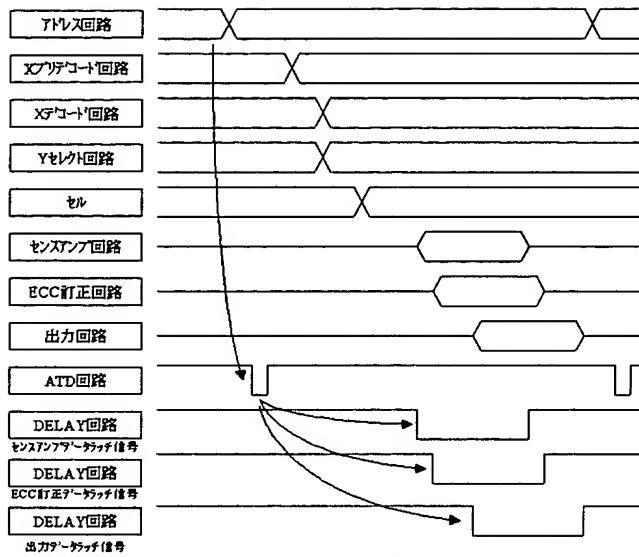 アドレス回路
Xプリデコート゛回路
Xデコート゛回路
Yセレクト回路
セル
センスアンプ回路
ECC訂正回路
出力回路
ATD回路
DELAY回路
センスアンプデータラッチ信号
DELAY回路
ECC訂正データラッチ信号
DELAY回路
出力データラッチ信号